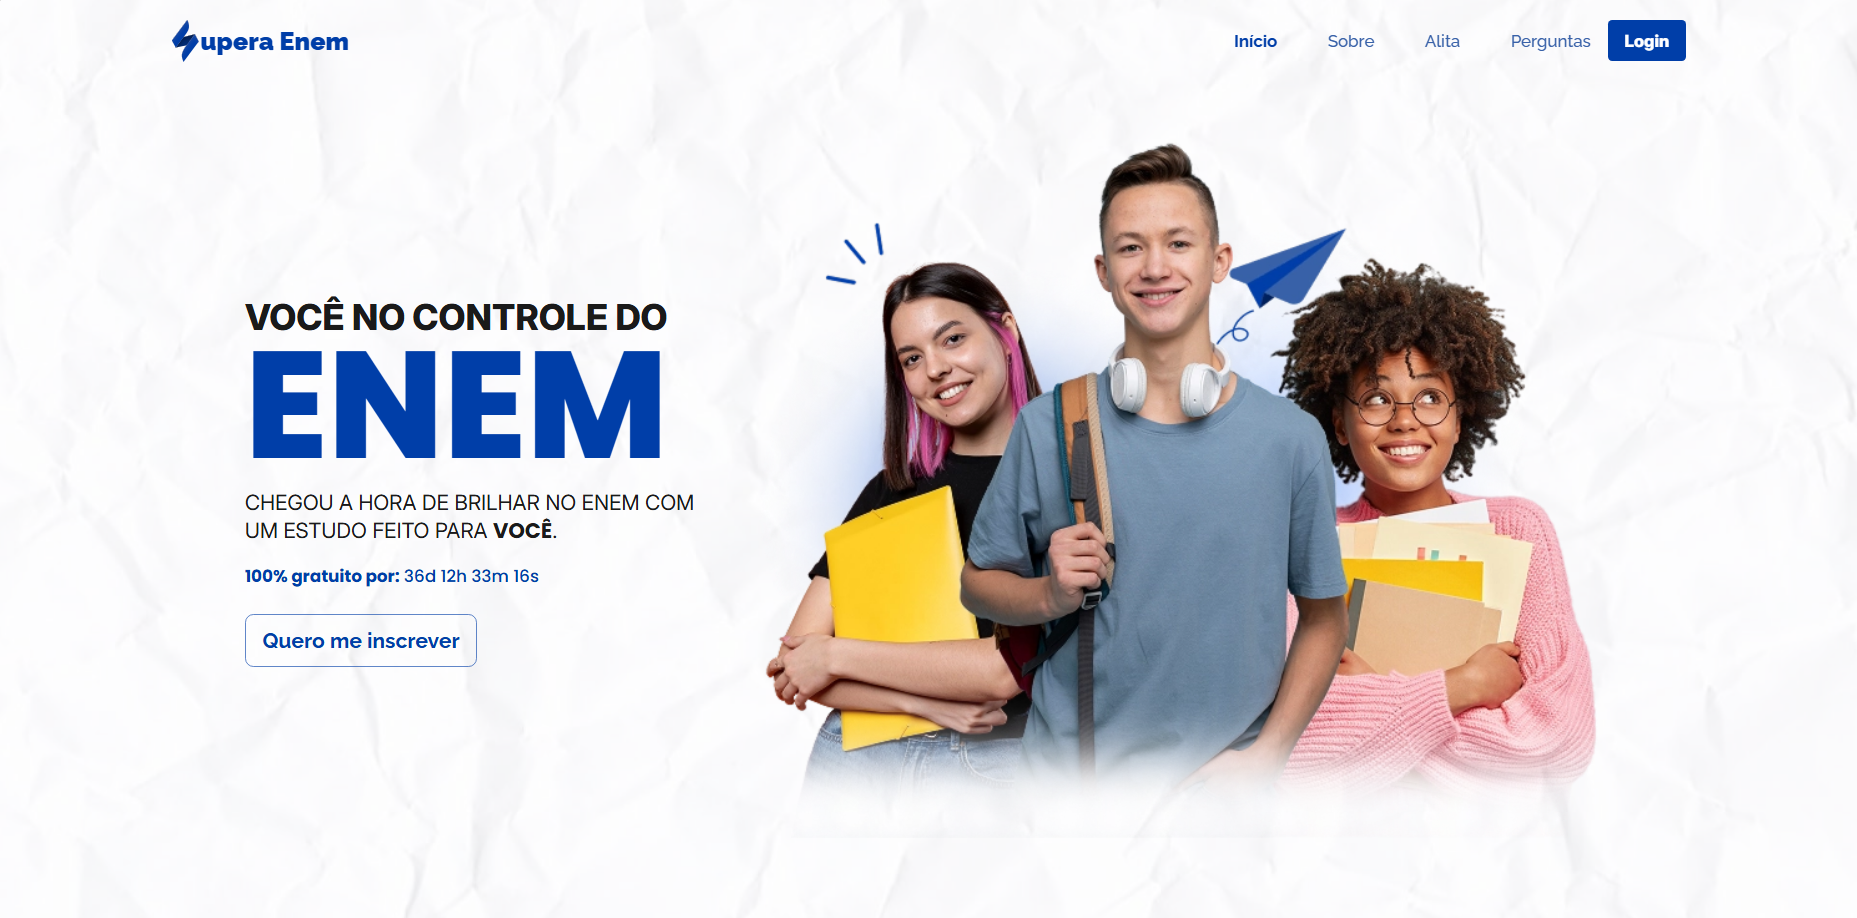 upera Enem
Início Sobre Alita Perguntas Login
VOCÊ NO CONTROLE DO
ENEM
CHEGOU A HORA DE BRILHAR NO ENEM COM
UM ESTUDO FEITO PARA VOCÊ.
100% gratuito por: 36d 12h 33m 16s
Quero me inscrever